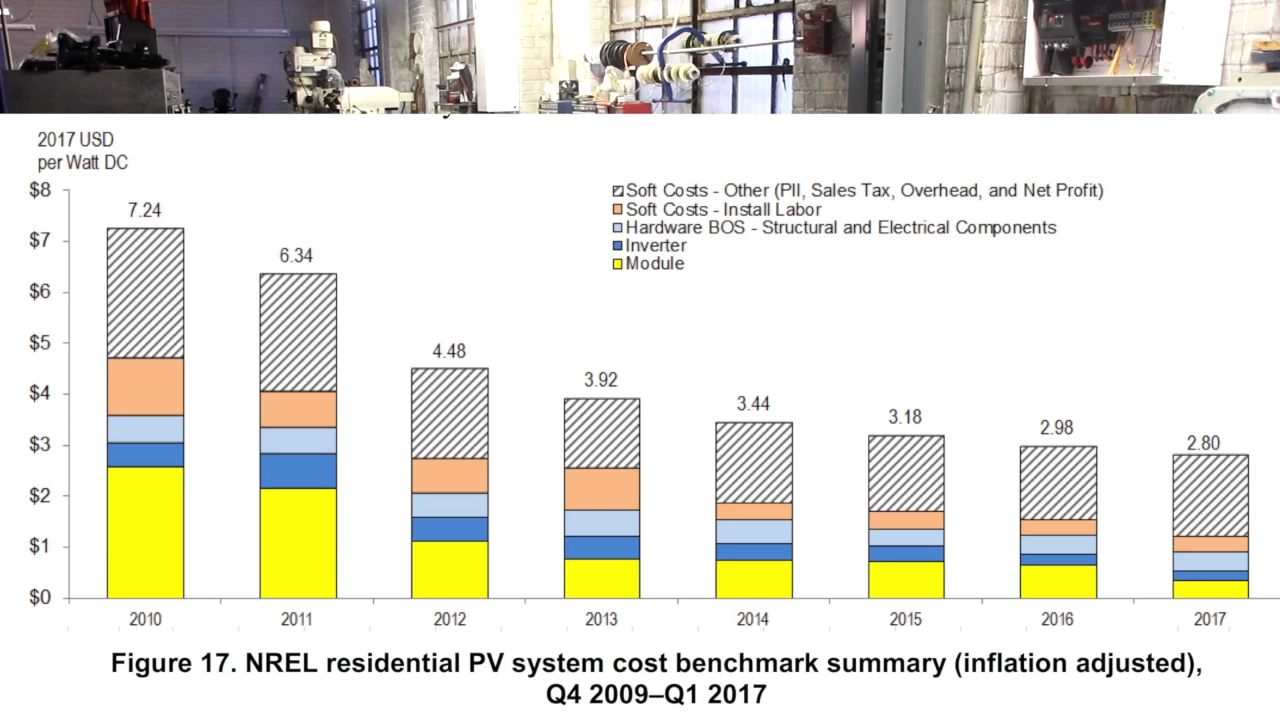 2017 USD
per Watt DC
$8
$7
$6
$5
$4
$3
$2
$1
$0
7.24
6.34
4.48
3.92
3.44
3.18
2.98
2.80
Soft Costs - Other (PII, Sales Tax, Overhead, and Net Profit)
Soft Costs - Install Labor
Hardware BOS - Structural and Electrical Components
Inverter
Module
2010 2011 2012 2013 2014 2015 2016 2017
Figure 17. NREL residential PV system cost benchmark summary (inflation adjusted),
Q4 2009–Q1 2017